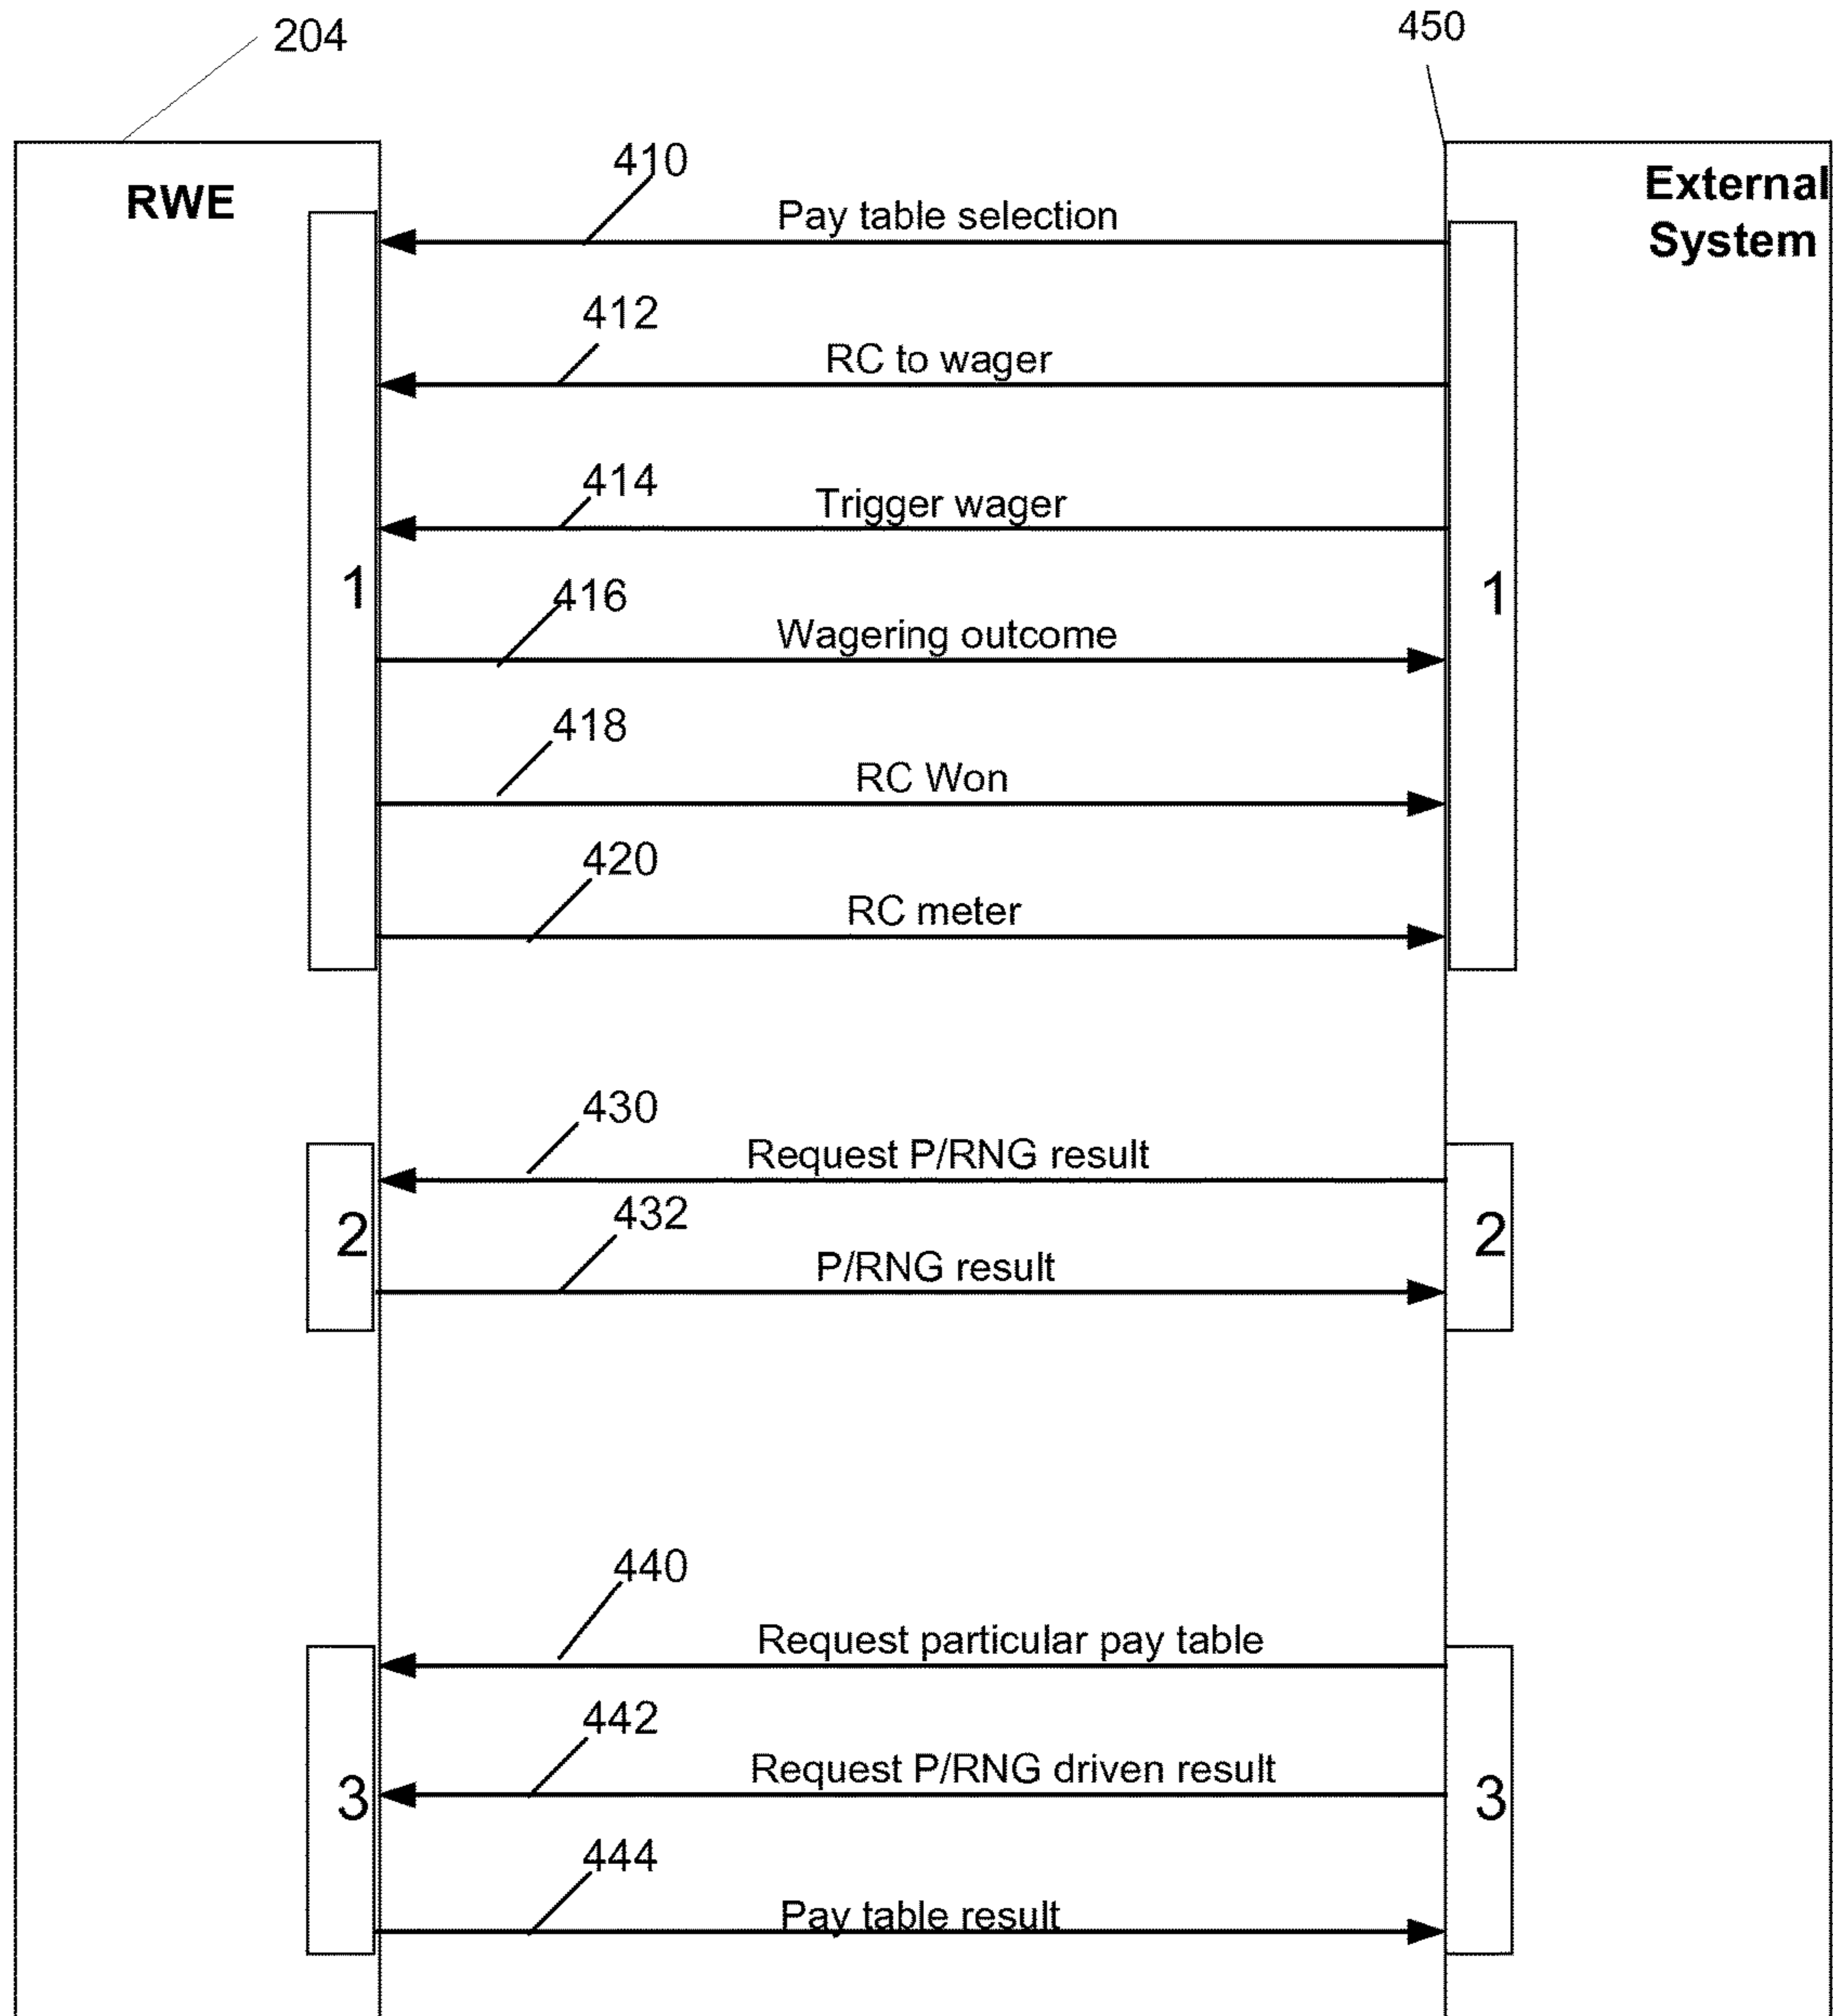 204
450
RWE
External
System
410
Pay table selection
412
RC to wager
414
Trigger wager
1
1
416
Wagering outcome
418
RC Won
420
RC meter
430
Request P/RNG result
2
2
432
P/RNG result
440
Request particular pay table
442
Request P/RNG driven result
3
3
444
Pay table result